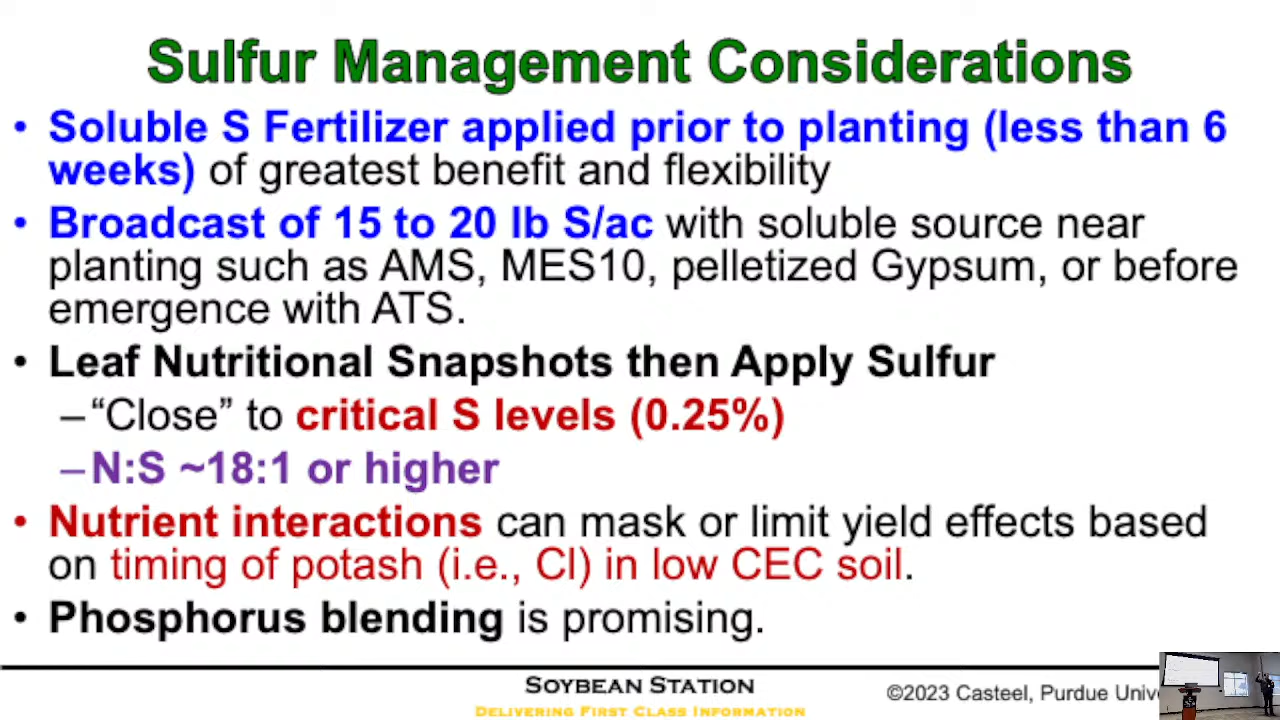 Sulfur Management Considerations
• Soluble S Fertilizer applied prior to planting (less than 6
weeks) of greatest benefit and flexibility
• Broadcast of 15 to 20 lb S/ac with soluble source near
planting such as AMS, MES10, pelletized Gypsum, or before
emergence with ATS.
• Leaf Nutritional Snapshots then Apply Sulfur
–“Close” to critical S levels (0.25%)
–N:S ~18:1 or higher
• Nutrient interactions can mask or limit yield effects based
on timing of potash (i.e., Cl) in low CEC soil.
• Phosphorus blending is promising.
SOYBEAN STATION
DELIVERING FIRST CLASS INFORMATION
©2023 Casteel, Purdue